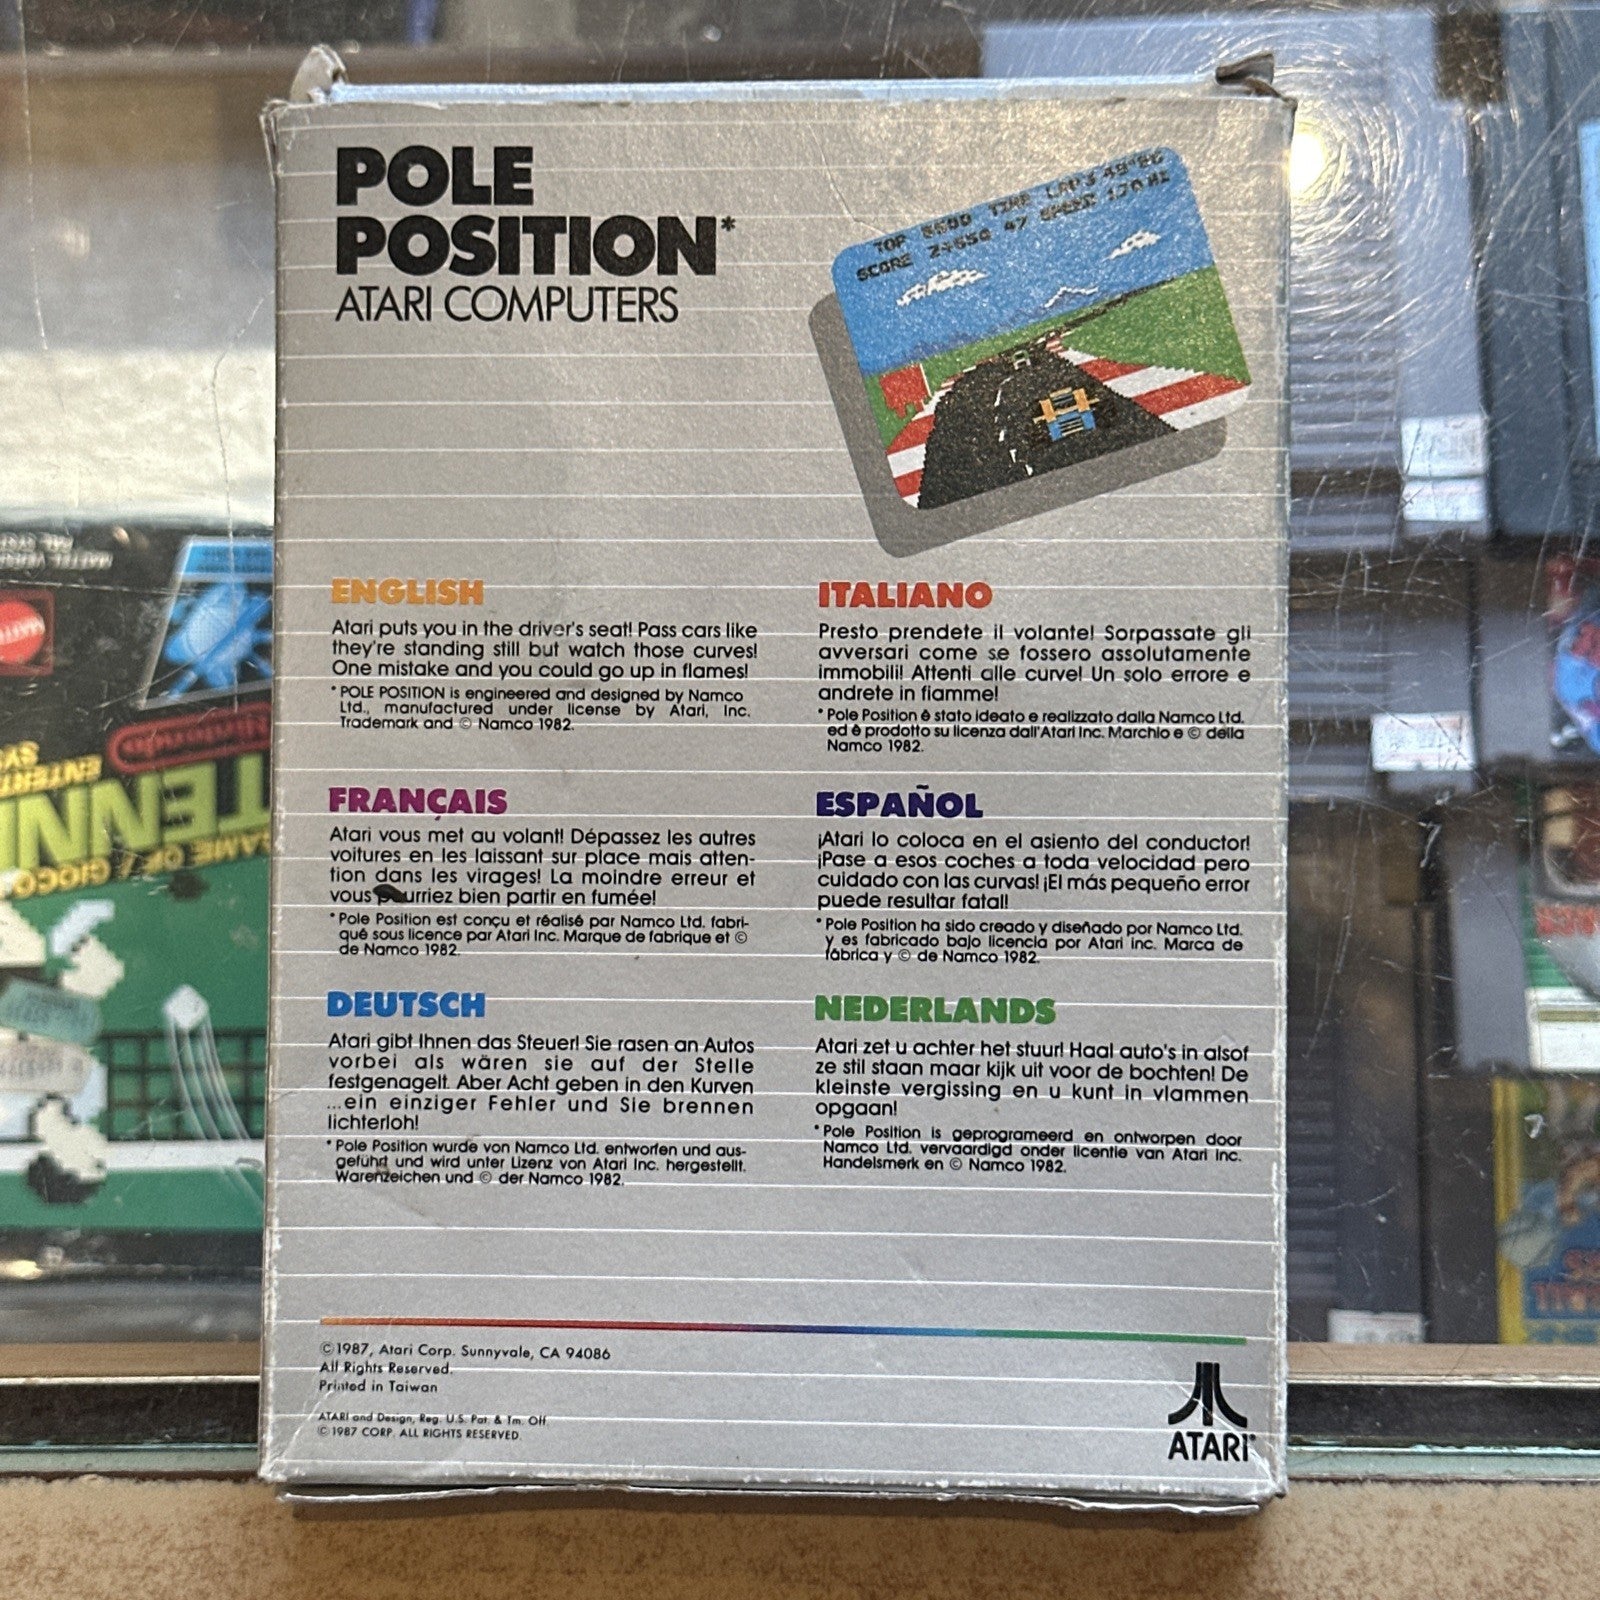 POLE
POSITION*
ATARI COMPUTERS
TOP 5600 TIME LAP3 49"86
SCORE 24650 47 SPEED 170MI
ENGLISH
Atari puts you in the driver's seat! Pass cars like
they're standing still but watch those curves!
One mistake and you could go up in flames!
* POLE POSITION is engineered and designed by Namco
Ltd., manufactured under license by Atari, Inc.
Trademark and © Namco 1982.
FRANÇAIS
Atari vous met au volant! Dépassez les autres
voitures en les laissant sur place mais atten-
tion dans les virages! La moindre erreur et
vous pourriez bien partir en fumée!
* Pole Position est conçu et réalisé par Namco Ltd. fabri-
qué sous licence par Atari Inc. Marque de fabrique et ©
de Namco 1982.
DEUTSCH
Atari gibt Ihnen das Steuer! Sie rasen an Autos
vorbei als wären sie auf der Stelle
festgenagelt. Aber Acht geben in den Kurven
...ein einziger Fehler und Sie brennen
lichterloh!
* Pole Position wurde von Namco Ltd. entworfen und aus-
geführt und wird unter Lizenz von Atari Inc. hergestellt.
Warenzeichen und © der Namco 1982.
ITALIANO
Presto prendete il volante! Sorpassate gli
avversari come se fossero assolutamente
immobili! Attenti alle curve! Un solo errore e
andrete in fiamme!
* Pole Position ê stato ideato e realizzato dalla Namco Ltd.
ed ê prodotto su licenza dall'Atari Inc. Marchio e © della
Namco 1982.
ESPAÑOL
¡Atari lo coloca en el asiento del conductor!
¡Pase a esos coches a toda velocidad pero
cuidado con las curvas! ¡El más pequeño error
puede resultar fatal!
* Pole Position ha sido creado y diseñado por Namco Ltd.
y es fabricado bajo licencia por Atari Inc. Marca de
fábrica y © de Namco 1982.
NEDERLANDS
Atari zet u achter het stuur! Haal auto's in alsof
ze stil staan maar kijk uit voor de bochten! De
kleinste vergissing en u kunt in vlammen
opgaan!
* Pole Position is geprogrameerd en ontworpen door
Namco Ltd. vervaardigd onder licentie van Atari Inc.
Handelsmerk en © Namco 1982.
©1987, Atari Corp. Sunnyvale, CA 94086
All Rights Reserved.
Printed in Taiwan
ATARI and Design, Reg. U.S. Pat. & Tm. Off.
© 1987 CORP. ALL RIGHTS RESERVED.
ATARI
Nintendo
ENTERT
SYS
TENN
GAME OF
GIOCO